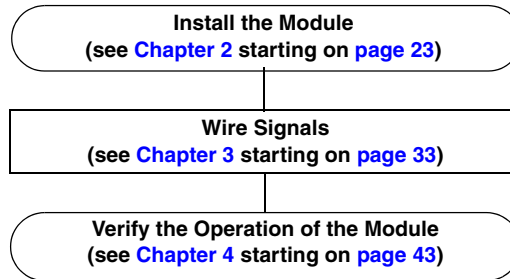 Install the Module
(see Chapter 2 starting on page 23)
Wire Signals
(see Chapter 3 starting on page 33)
Verify the Operation of the Module
(see Chapter 4 starting on page 43)